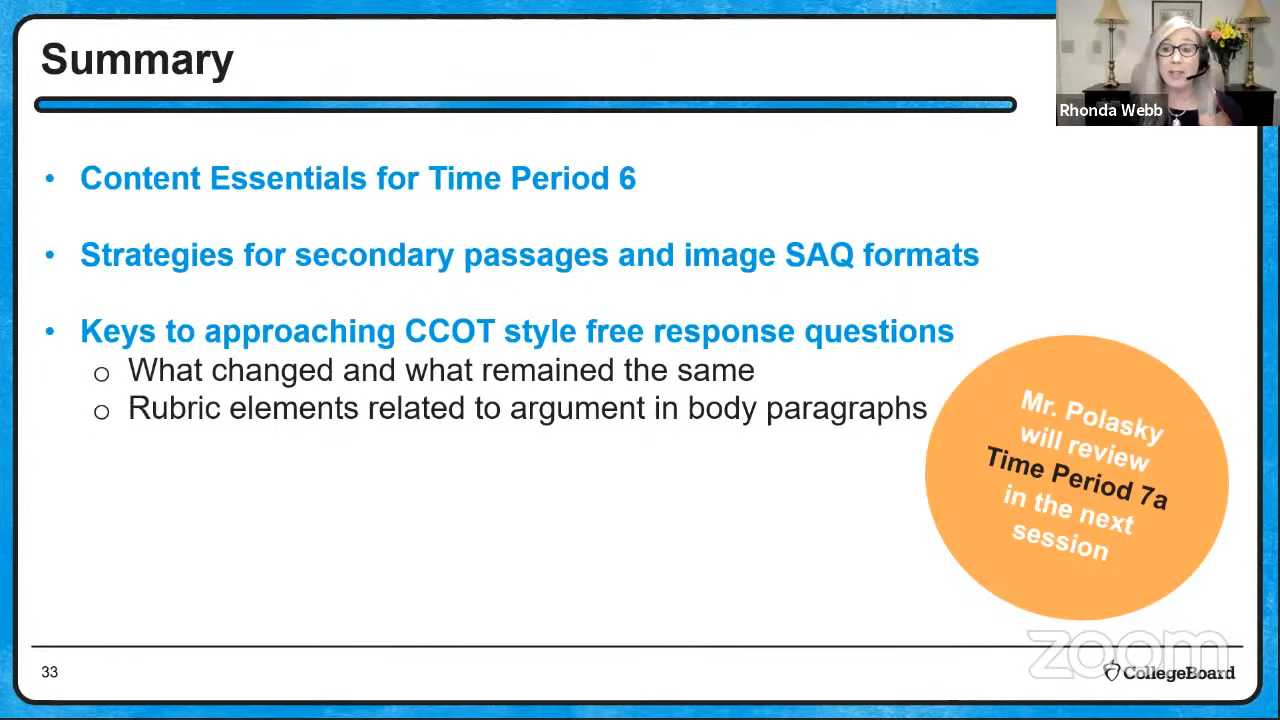 Summary
Rhonda Webb
• Content Essentials for Time Period 6
• Strategies for secondary passages and image SAQ formats
• Keys to approaching CCOT style free response questions
o What changed and what remained the same
o Rubric elements related to argument in body paragraphs
Mr. Polasky
will review
Time Period 7a
in the next
session
zoom
33
CollegeBoard